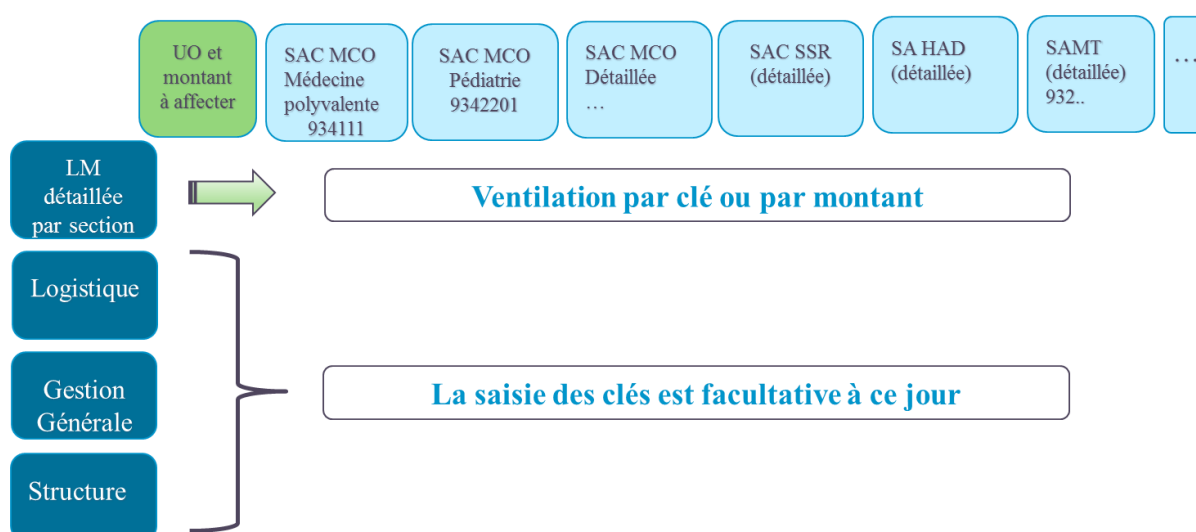 UO et
montant
à affecter
SAC MCO
Médecine
polyvalente
934111
SAC MCO
Pédiatrie
9342201
SAC MCO
Détaillée
…
SAC SSR
(détaillée)
SA HAD
(détaillée)
SAMT
(détaillée)
932..
…
LM
détaillée
par section
Ventilation par clé ou par montant
Logistique
Gestion
Générale
La saisie des clés est facultative à ce jour
Structure